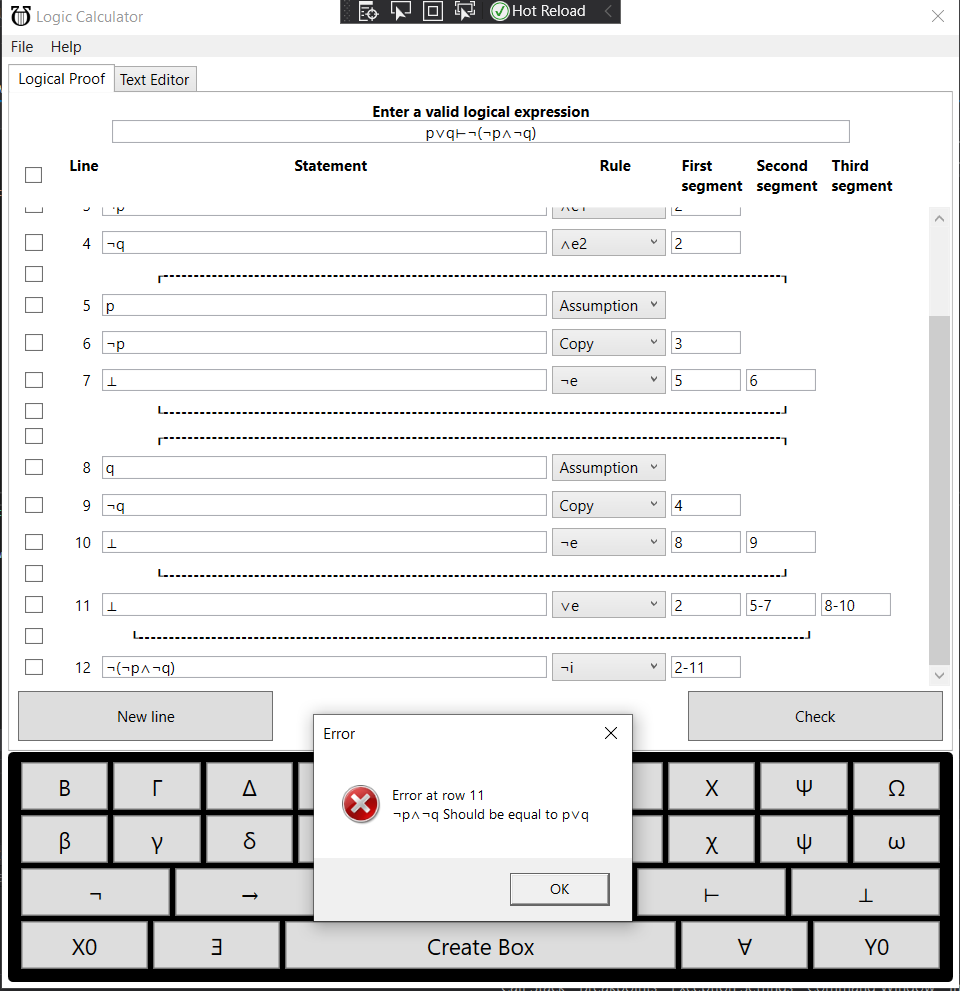 Logic Calculator
Hot Reload
File Help
Logical Proof Text Editor
Enter a valid logical expression
p∨q⊢¬(¬p∧¬q)
Line Statement Rule First segment Second segment Third segment
3 ¬p ∧e1 2
4 ¬q ∧e2 2
5 p Assumption
6 ¬p Copy 3
7 ⊥ ¬e 5 6
8 q Assumption
9 ¬q Copy 4
10 ⊥ ¬e 8 9
11 ⊥ ∨e 2 5-7 8-10
12 ¬(¬p∧¬q) ¬i 2-11
New line Check
Error
Error at row 11
¬p∧¬q Should be equal to p∨q
OK
Β Γ Δ Χ Ψ Ω
β γ δ χ ψ ω
¬ → ⊢ ⊥
X0 ∃ Create Box ∀ Y0